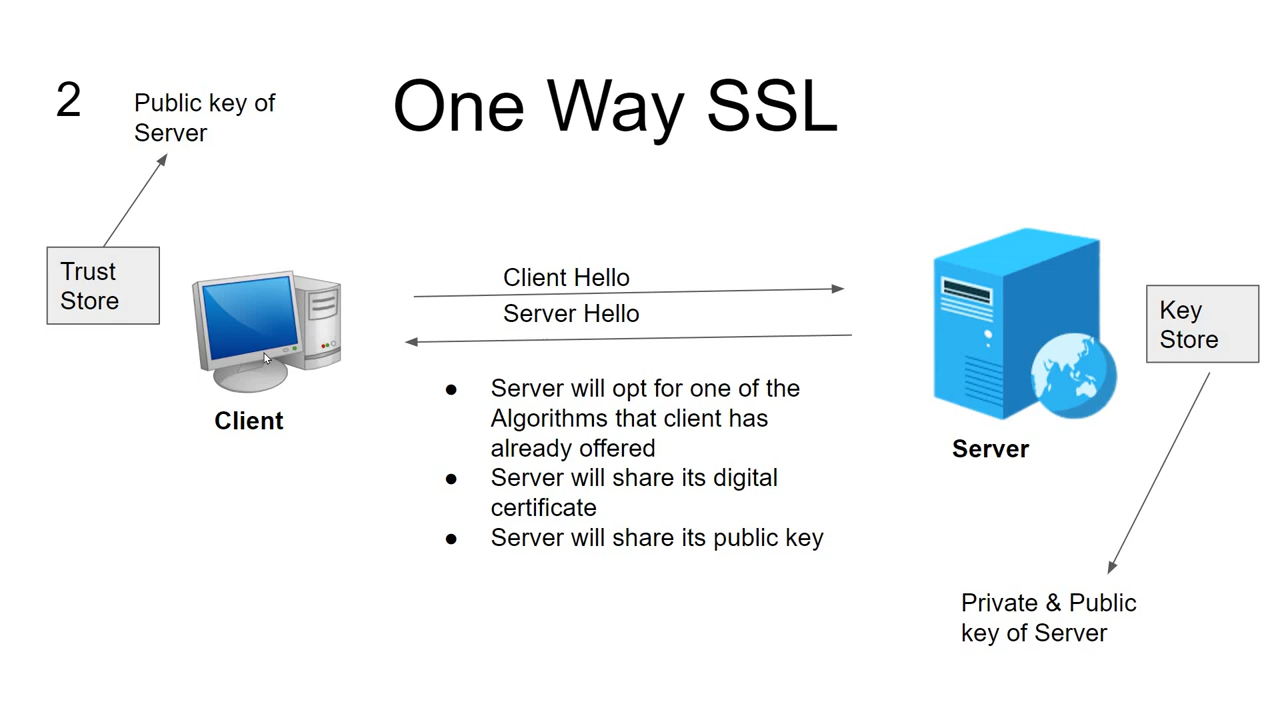 2
Public key of
Server
One Way SSL
Trust
Store
Client
Client Hello
Server Hello
● Server will opt for one of the
Algorithms that client has
already offered
● Server will share its digital
certificate
● Server will share its public key
Server
Key
Store
Private & Public
key of Server